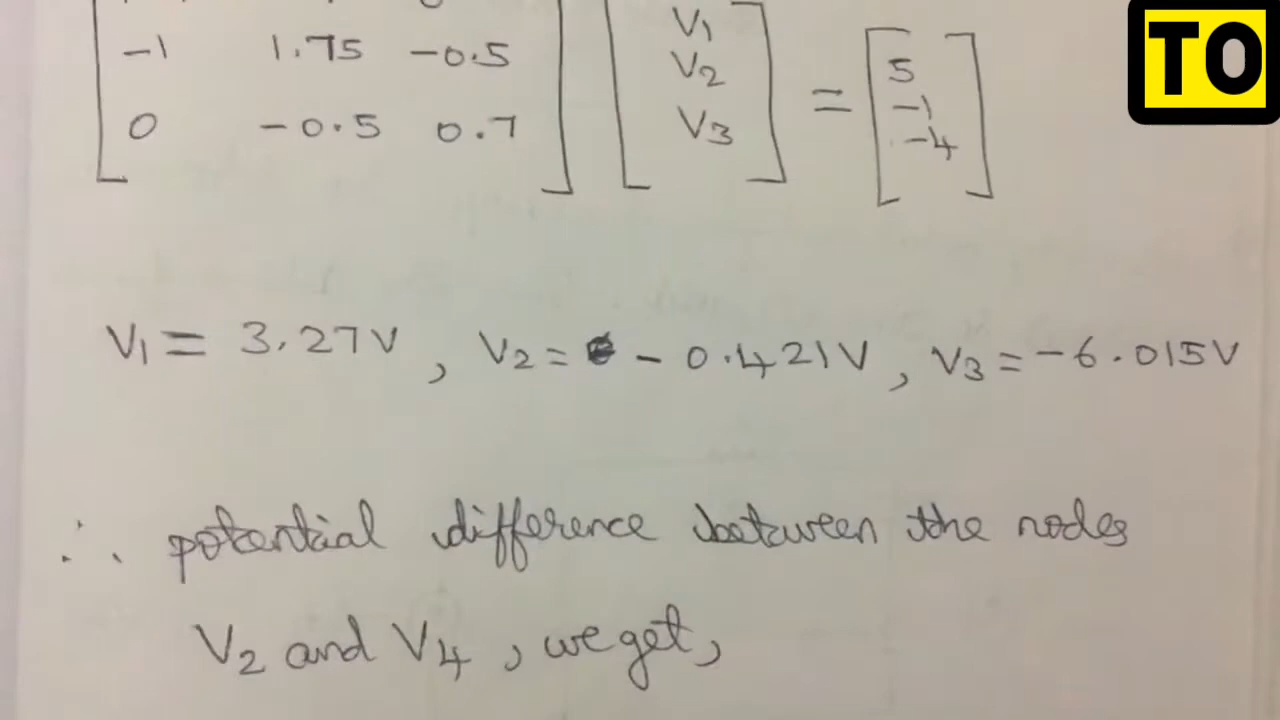 TO
-1 1.75 -0.5
0 -0.5 0.7
V1
V2
V3
=
5
-1
-4
V1 = 3.27V , V2 = - 0.421V , V3 = -6.015V
∴ potential difference between the nodes
V2 and V4 , we get,